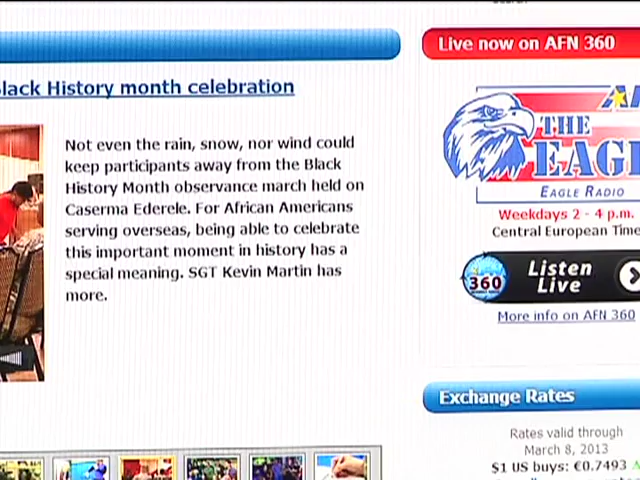 Live now on AFN 360
Black History month celebration
Not even the rain, snow, nor wind could
keep participants away from the Black
History Month observance march held on
Caserma Ederele. For African Americans
serving overseas, being able to celebrate
this important moment in history has a
special meaning. SGT Kevin Martin has
more.
THE
EAGL
EAGLE RADIO
Weekdays 2 - 4 p.m.
Central European Time
360
Listen
Live
More info on AFN 360
Exchange Rates
Rates valid through
March 8, 2013
$1 US buys: €0.7493